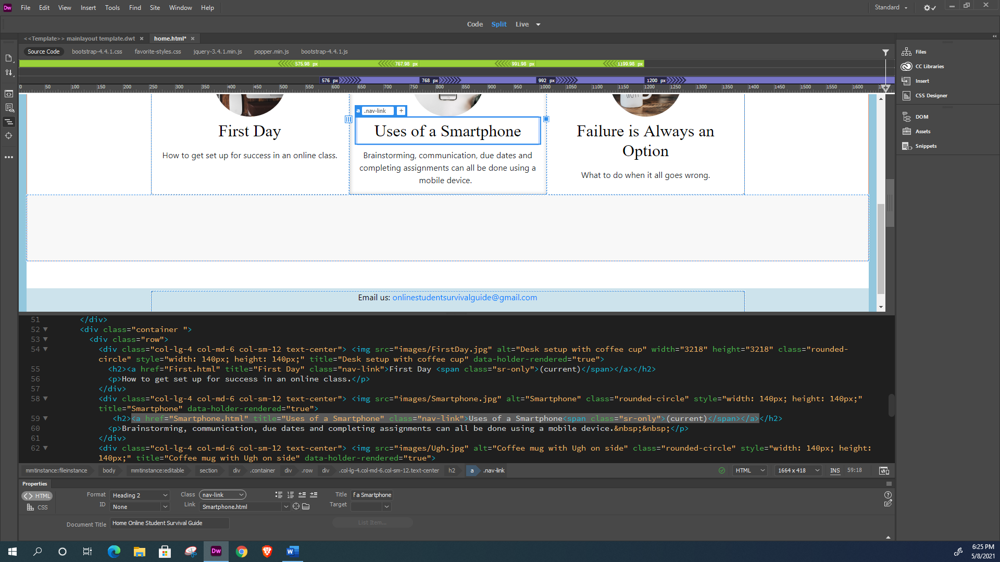 Dw File Edit View Insert Tools Find Site Window Help Standard
Code Split Live
<<Template>> mainlayout template.dwt × home.html* ×
Source Code bootstrap-4.4.1.css favorite-styles.css jquery-3.4.1.min.js popper.min.js bootstrap-4.4.1.js
575.98 px 767.98 px 991.98 px 1199.98 px
576 px 768 px 992 px 1200 px
0 50 100 150 200 250 300 350 400 450 500 550 600 650 700 750 800 850 900 950 1000 1050 1100 1150 1200 1250 1300 1350 1400 1450 1500 1550 1600
a .nav-link +
First Day
How to get set up for success in an online class.
Uses of a Smartphone
Brainstorming, communication, due dates and
completing assignments can all be done using a
mobile device.
Failure is Always an
Option
What to do when it all goes wrong.
Email us: onlinestudentsurvivalguide@gmail.com
51 </div>
52 <div class="container ">
53 <div class="row">
54 <div class="col-lg-4 col-md-6 col-sm-12 text-center"> <img src="images/FirstDay.jpg" alt="Desk setup with coffee cup" width="3218" height="3218" class="rounded-
circle" style="width: 140px; height: 140px;" title="Desk setup with coffee cup" data-holder-rendered="true">
55 <h2><a href="First.html" title="First Day" class="nav-link">First Day <span class="sr-only">(current)</span></a></h2>
56 <p>How to get set up for success in an online class.</p>
57 </div>
58 <div class="col-lg-4 col-md-6 col-sm-12 text-center"> <img src="images/Smartphone.jpg" alt="Smartphone" class="rounded-circle" style="width: 140px; height: 140px;"
title="Smartphone" data-holder-rendered="true">
59 <h2><a href="Smartphone.html" title="Uses of a Smartphone" class="nav-link">Uses of a Smartphone<span class="sr-only">(current)</span></a></h2>
60 <p>Brainstorming, communication, due dates and completing assignments can all be done using a mobile device.&nbsp;&nbsp;</p>
61 </div>
62 <div class="col-lg-4 col-md-6 col-sm-12 text-center"> <img src="images/Ugh.jpg" alt="Coffee mug with Ugh on side" class="rounded-circle" style="width: 140px; height:
140px;" title="Coffee mug with Ugh on side" data-holder-rendered="true">
mmtinstance:fileinstance body mmtinstance:editable section div .container div .row div .col-lg-4.col-md-6.col-sm-12.text-center h2 a .nav-link HTML 1664 x 418 INS 59:18
Properties
<> HTML Format Heading 2 Class nav-link Title f a Smartphone
CSS ID None Link Smartphone.html Target
Document Title Home Online Student Survival Guide List Item...
Files
CC Libraries
Insert
CSS Designer
DOM
Assets
Snippets
Dw
W
6:25 PM
5/8/2021